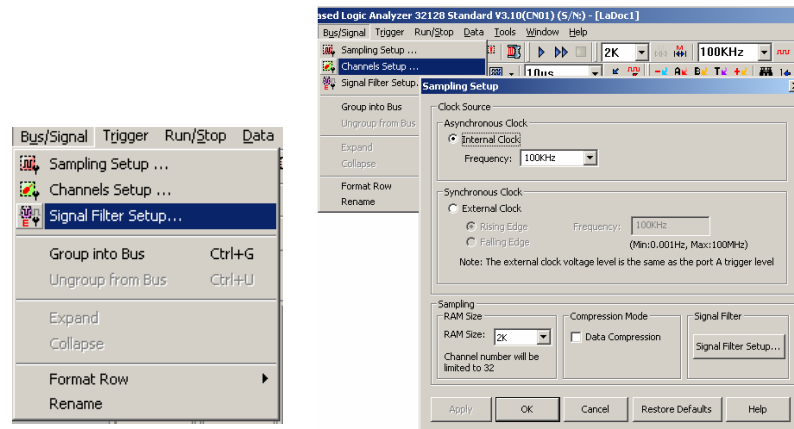 Bus/Signal Trigger Run/Stop Data
Sampling Setup ...
Channels Setup ...
Signal Filter Setup...
Group into Bus Ctrl+G
Ungroup from Bus Ctrl+U
Expand
Collapse
Format Row
Rename
ased Logic Analyzer 32128 Standard V3.10(CN01) (S/N:) - [LaDoc1]
Bus/Signal Trigger Run/Stop Data Tools Window Help
Sampling Setup ... 2K 100KHz
Channels Setup ... 10us
Signal Filter Setup.
Group into Bus
Ungroup from Bus
Expand
Collapse
Format Row
Rename
Sampling Setup
Clock Source
Asynchronous Clock
Internal Clock
Frequency: 100KHz
Synchronous Clock
External Clock
Rising Edge Frequency: 100KHz
Falling Edge (Min:0.001Hz, Max:100MHz)
Note: The external clock voltage level is the same as the port A trigger level
Sampling
RAM Size Compression Mode Signal Filter
RAM Size: 2K Data Compression Signal Filter Setup...
Channel number will be
limited to 32
Apply OK Cancel Restore Defaults Help